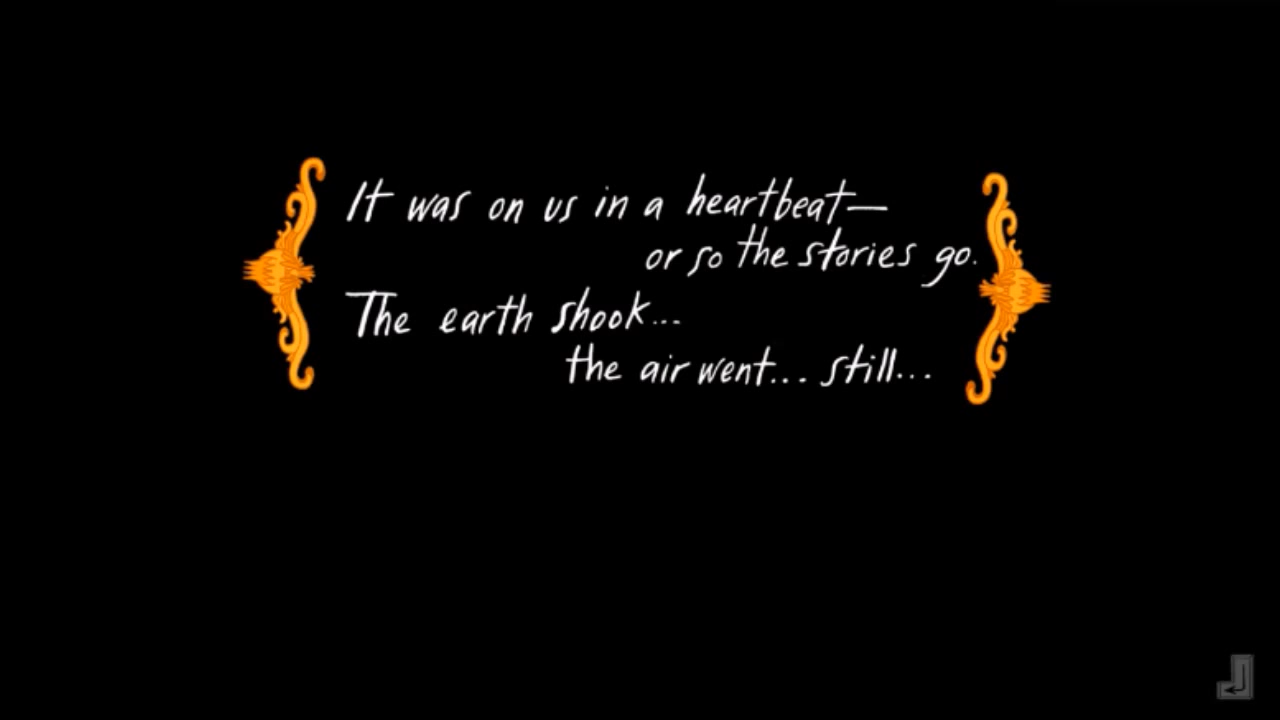 It was on us in a heartbeat—
or so the stories go.
The earth shook...
the air went... still...